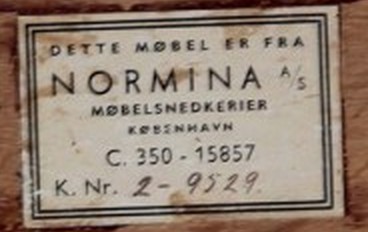 DETTE MØBEL ER FRA
NORMINA A/S
MØBELSNEDKERIER
KØBENHAVN
C. 350 - 15857
K. Nr. 2-9529.